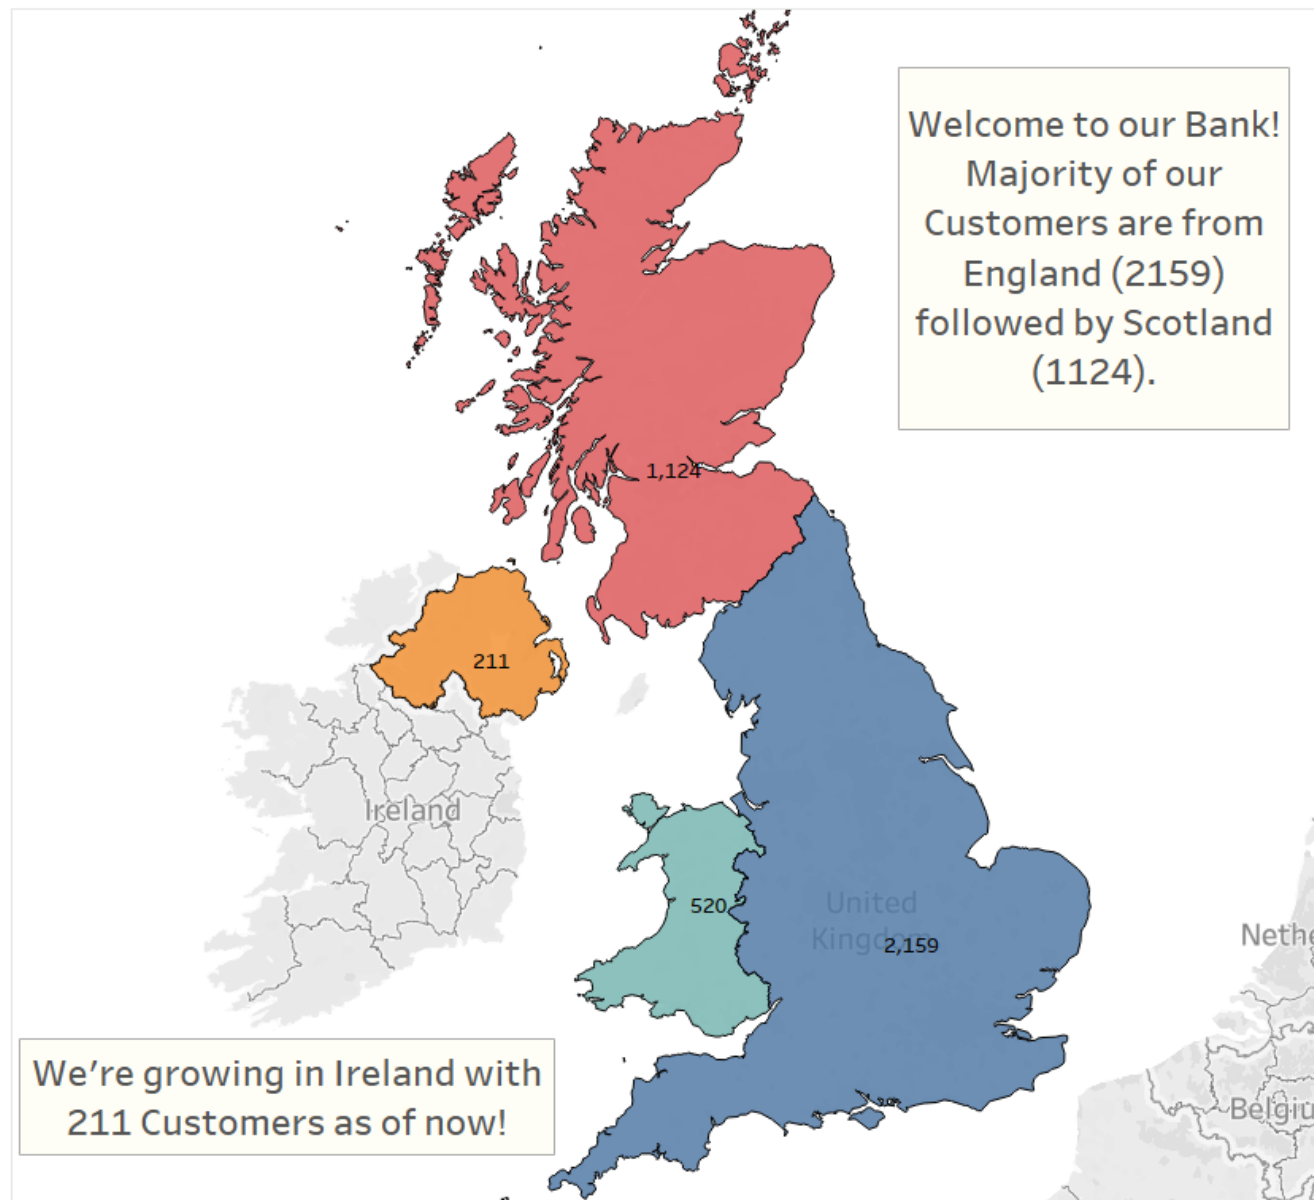 Welcome to our Bank!
Majority of our
Customers are from
England (2159)
followed by Scotland
(1124).
1,124
211
Ireland
520
United
Kingdom
2,159
Nethe
Belgiu
We're growing in Ireland with
211 Customers as of now!